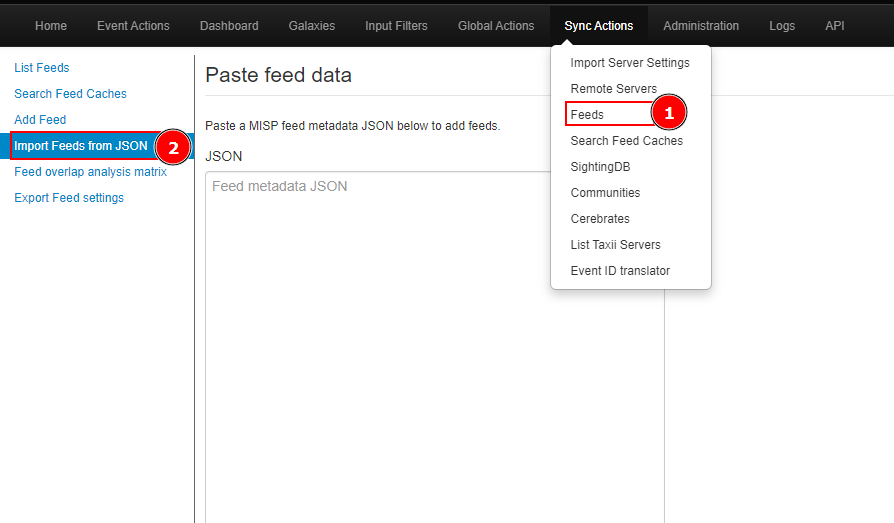 Home Event Actions Dashboard Galaxies Input Filters Global Actions Sync Actions Administration Logs API
List Feeds
Search Feed Caches
Add Feed
Import Feeds from JSON 2
Feed overlap analysis matrix
Export Feed settings
Paste feed data
Paste a MISP feed metadata JSON below to add feeds.
JSON
Feed metadata JSON
Import Server Settings
Remote Servers
Feeds 1
Search Feed Caches
SightingDB
Communities
Cerebrates
List Taxii Servers
Event ID translator